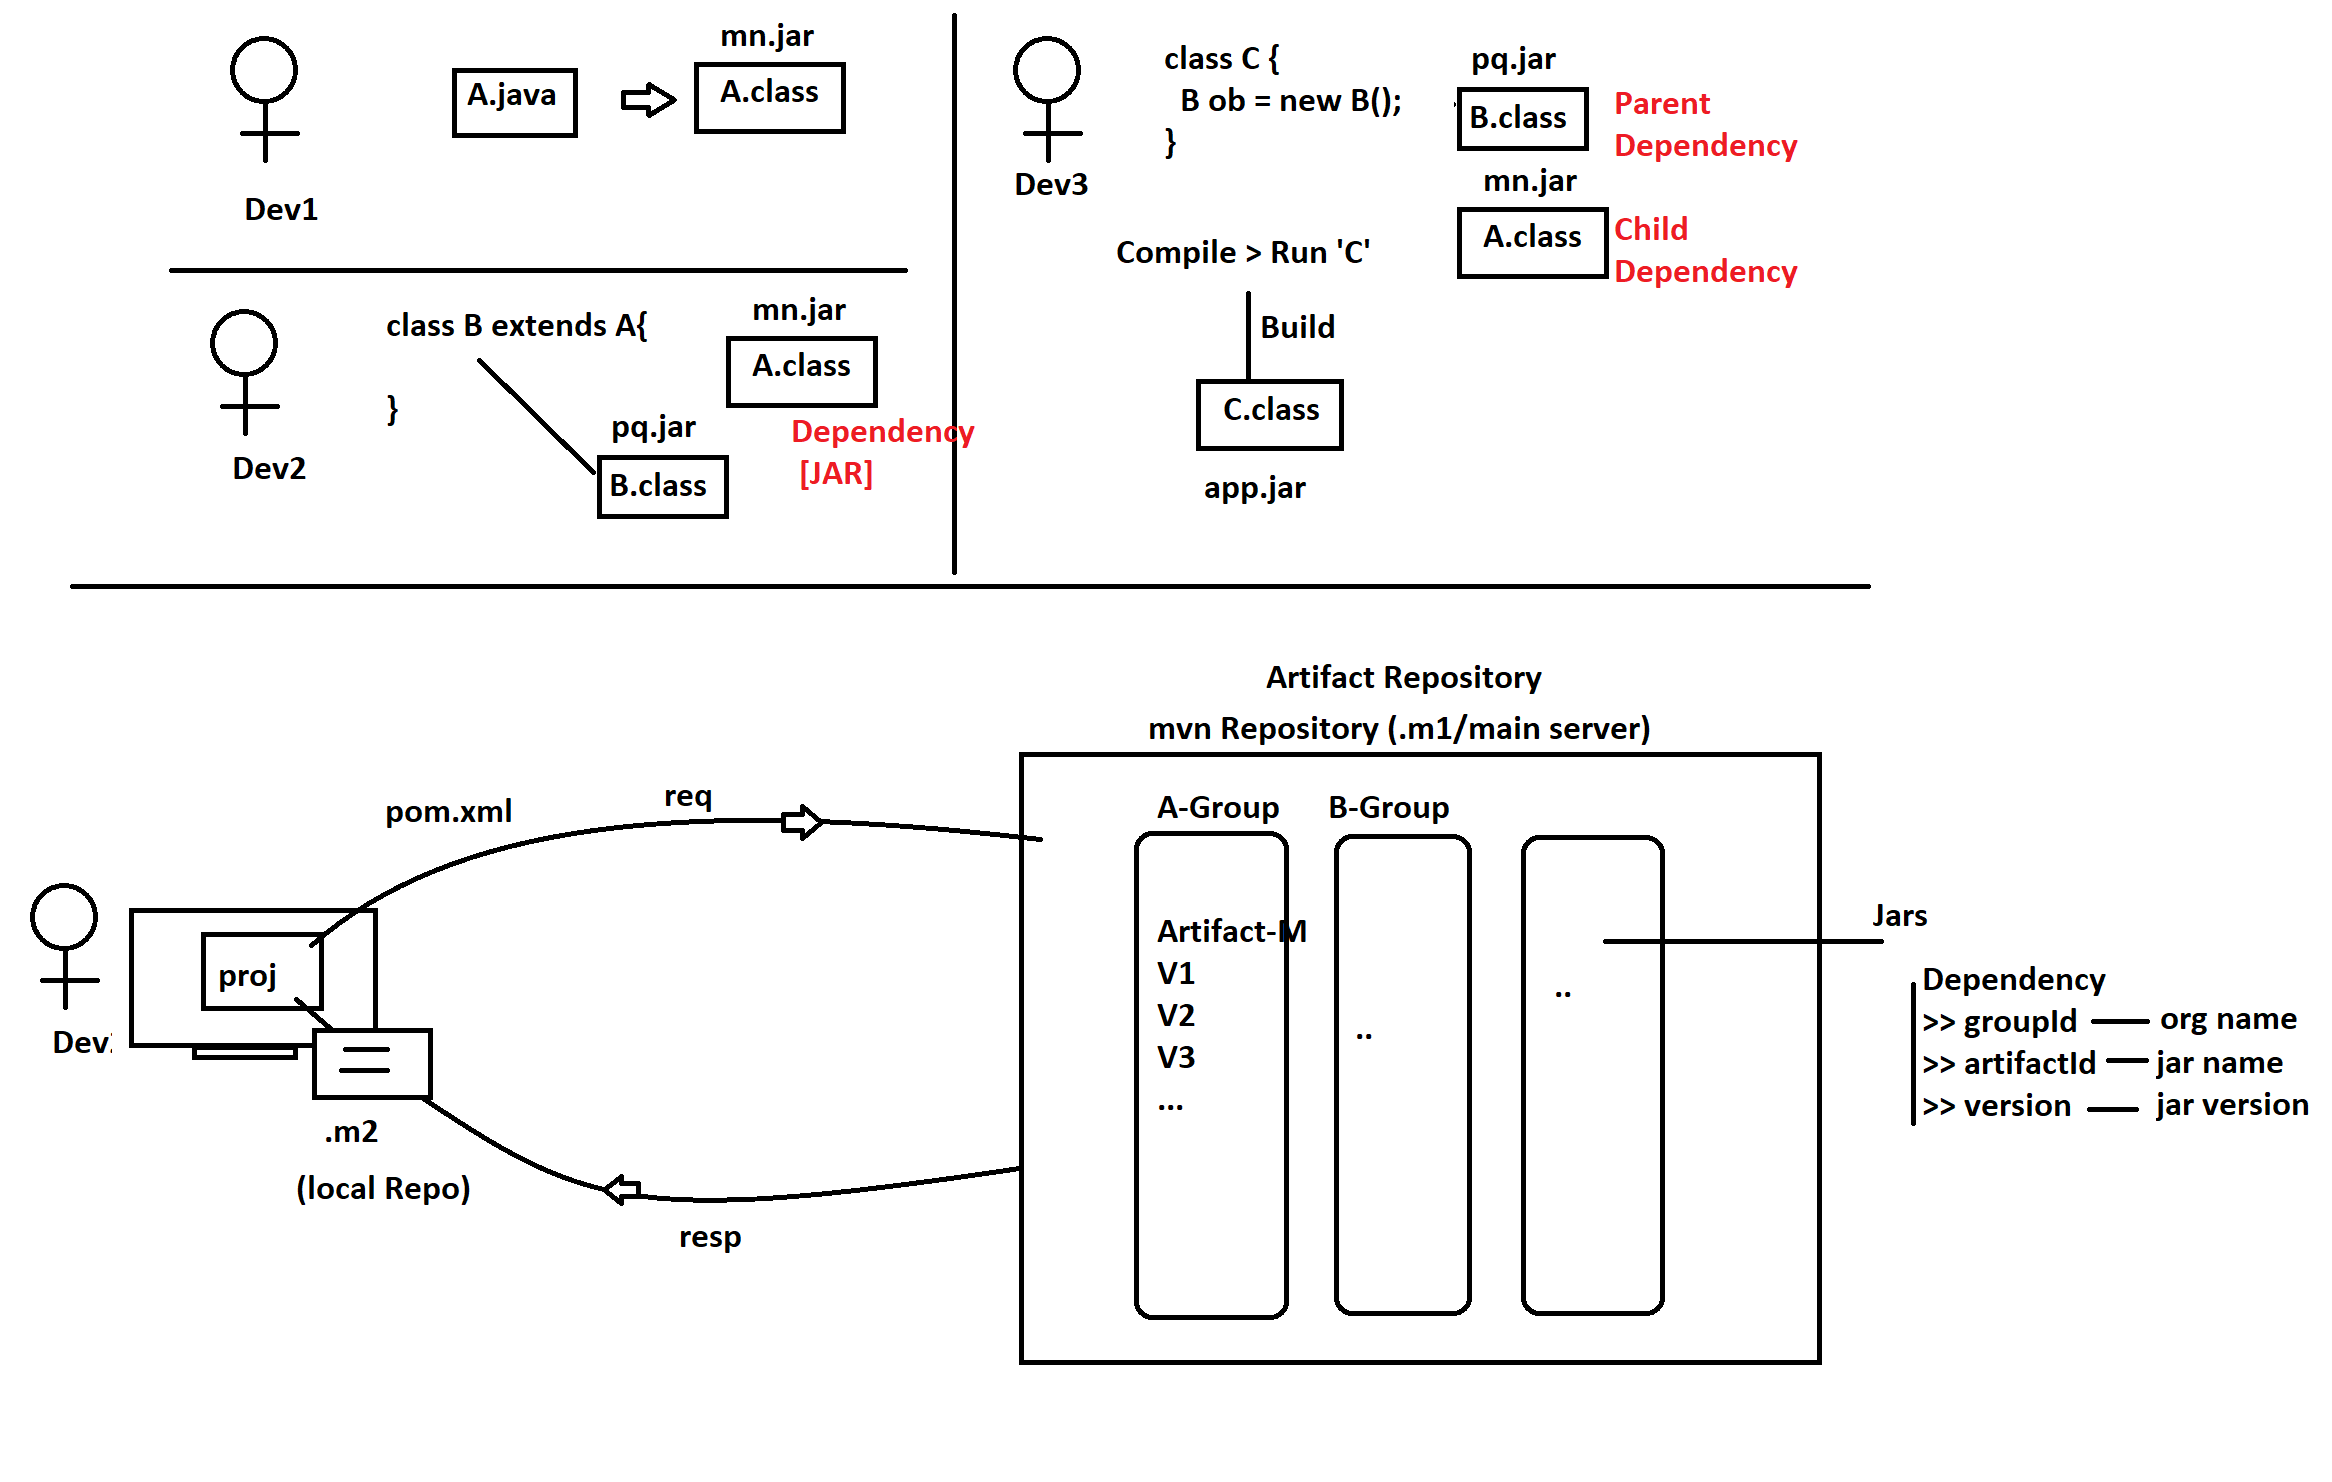 mn.jar
A.java
A.class
Dev1
class B extends A{
}
mn.jar
A.class
Dependency
[JAR]
pq.jar
B.class
Dev2
class C {
B ob = new B();
}
Dev3
pq.jar
B.class
Parent
Dependency
mn.jar
A.class
Child
Dependency
Compile > Run 'C'
Build
C.class
app.jar
Artifact Repository
mvn Repository (.m1/main server)
pom.xml
req
proj
Dev
.m2
(local Repo)
resp
A-Group
Artifact-M
V1
V2
V3
...
B-Group
..
..
Jars
Dependency
>> groupId org name
>> artifactId jar name
>> version jar version